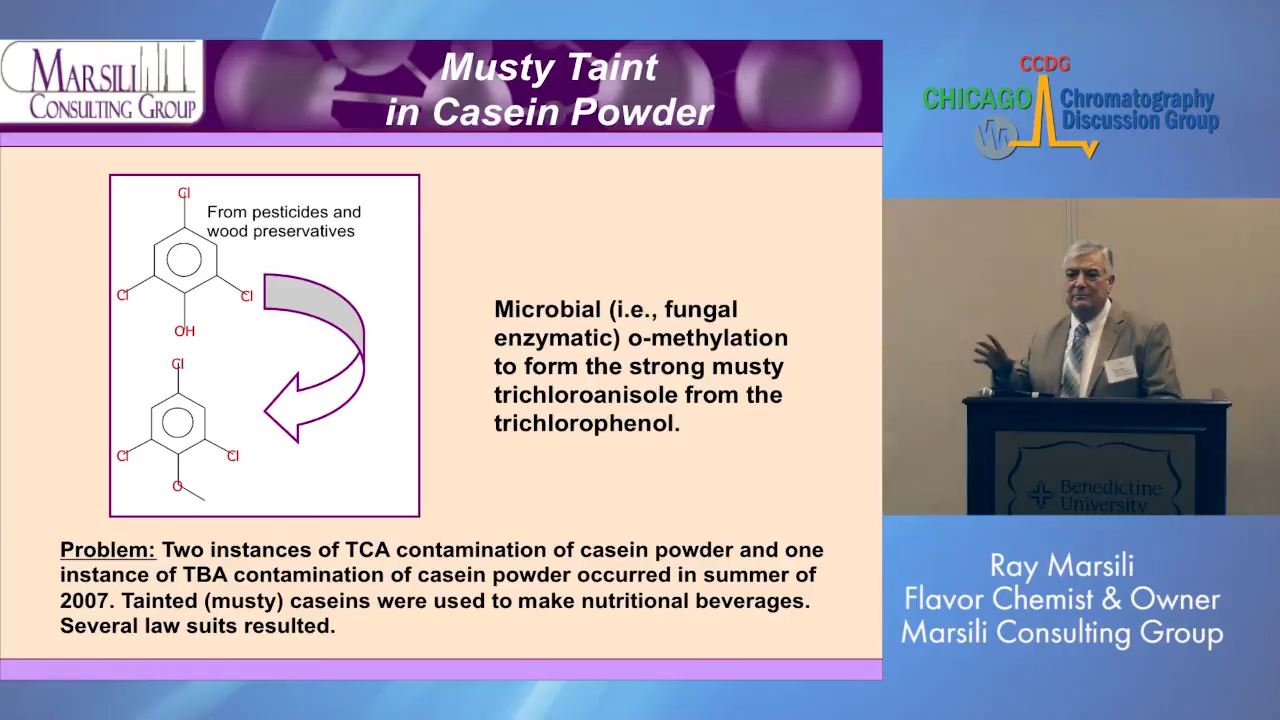 MARSILI
CONSULTING GROUP
Musty Taint
in Casein Powder
Cl
From pesticides and
wood preservatives
Cl
Cl
OH
Cl
Cl
Cl
O
Microbial (i.e., fungal
enzymatic) o-methylation
to form the strong musty
trichloroanisole from the
trichlorophenol.
Problem: Two instances of TCA contamination of casein powder and one
instance of TBA contamination of casein powder occurred in summer of
2007. Tainted (musty) caseins were used to make nutritional beverages.
Several law suits resulted.
CCDG
CHICAGO
Chromatography
Discussion Group
Benedictine
University
Ray Marsili
Flavor Chemist & Owner
Marsili Consulting Group